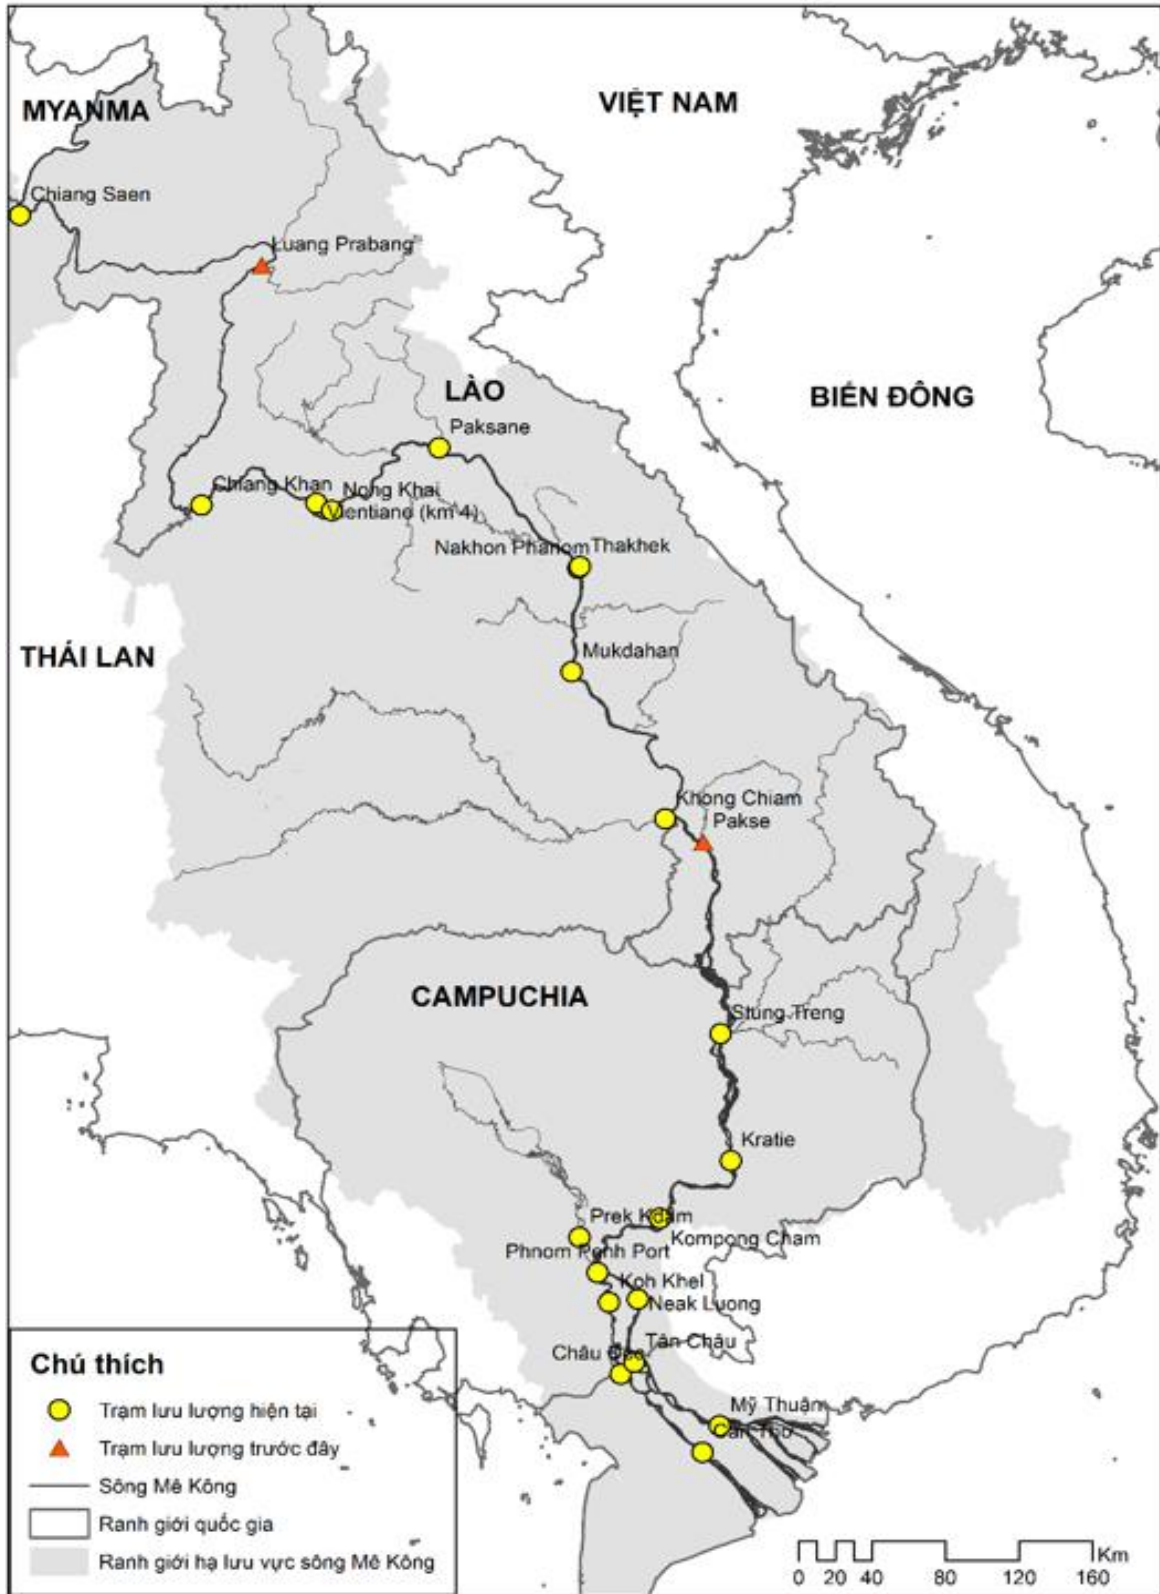 MYANMA
VIỆT NAM
Chiang Saen
Luang Prabang
LÀO
BIỂN ĐÔNG
Paksane
Chiang Khan
Nong Khai
Vientiane (km 4)
Nakhon Phanom
Thakhek
THÁI LAN
Mukdahan
Khong Chiam
Pakse
CAMPUCHIA
Stung Treng
Kratie
Prek Kdam
Kompong Cham
Phnom Penh Port
Koh Khel
Neak Luong
Tân Châu
Châu Đốc
Mỹ Thuận
Cần Thơ
Chú thích
Trạm lưu lượng hiện tại
Trạm lưu lượng trước đây
Sông Mê Kông
Ranh giới quốc gia
Ranh giới hạ lưu vực sông Mê Kông
Km
0 20 40 80 120 160